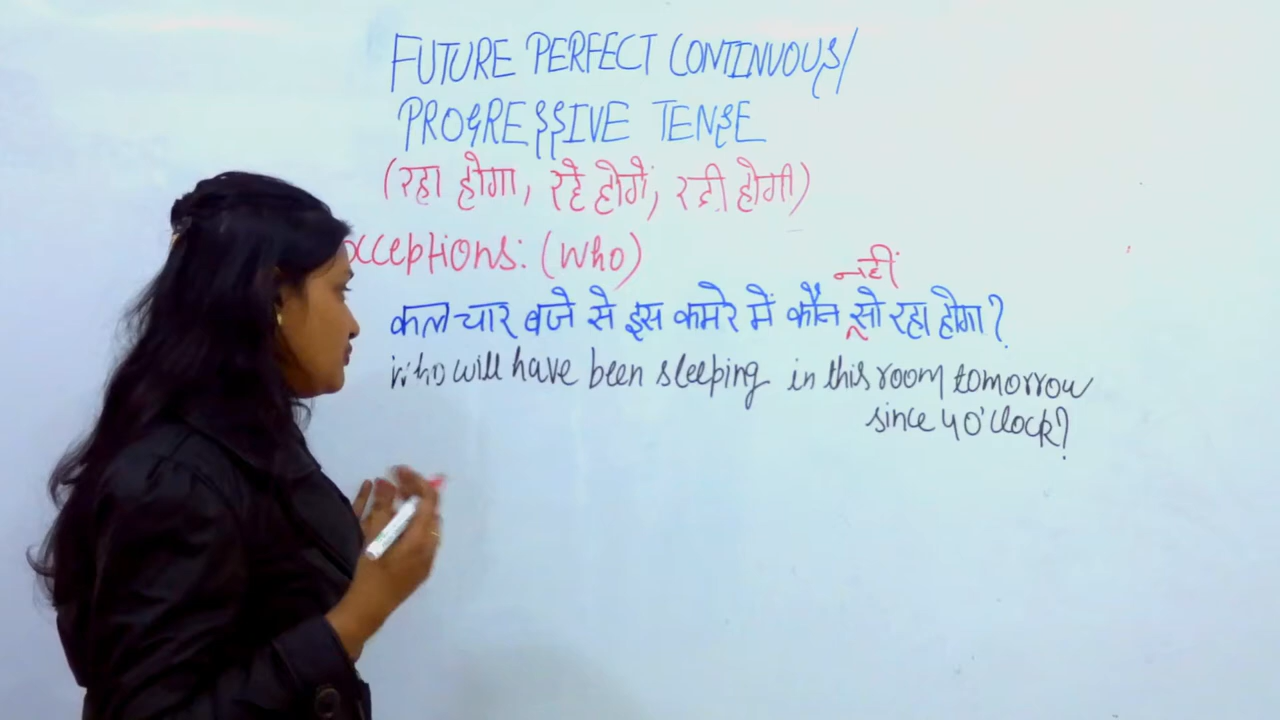 FUTURE PERFECT CONTINUOUS/
PROGRESSIVE TENSE
(रहा होगा, रहे होगें, रही होगी)
xceptions: (who)
नहीं
कल चार बजे से इस कमरे में कौन सो रहा होगा?
who will have been sleeping in this room tomorrow
since 4 O'clock?